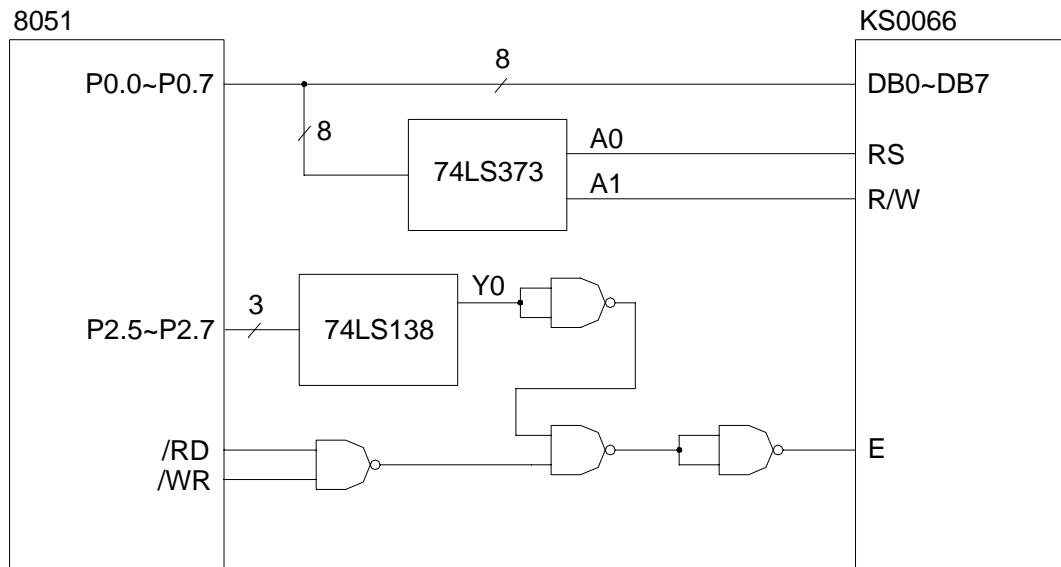 8051
KS0066
P0.0~P0.7
8
DB0~DB7
8
74LS373
A0
RS
A1
R/W
P2.5~P2.7
3
74LS138
Y0
/RD
/WR
E